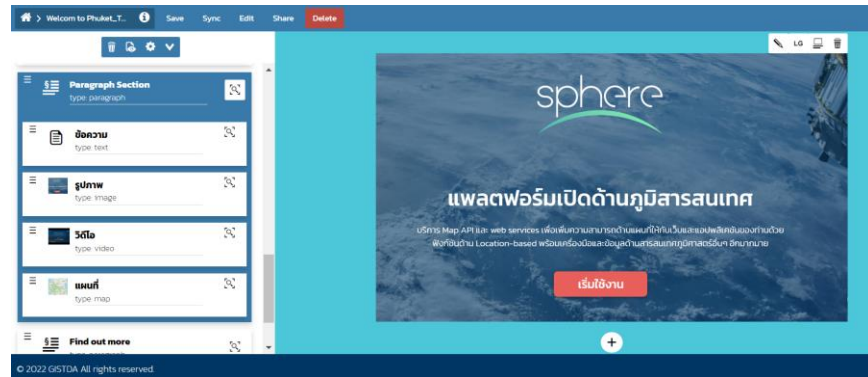 Welcom to Phuket_T... Save Sync Edit Share Delete
LG
Paragraph Section
type: paragraph
ข้อความ
type: text
รูปภาพ
type: image
วิดีโอ
type: video
แผนที่
type: map
Find out more
sphere
แพลตฟอร์มเปิดด้านภูมิสารสนเทศ
บริการ Map API และ web services เพื่อเพิ่มความสามารถด้านแผนที่ให้กับเว็บและแอปพลิเคชันของท่านด้วย
ฟังก์ชันด้าน Location-based พร้อมเครื่องมือและข้อมูลด้านสารสนเทศภูมิศาสตร์อื่นๆ อีกมากมาย
เริ่มใช้งาน
© 2022 GISTDA All rights reserved.